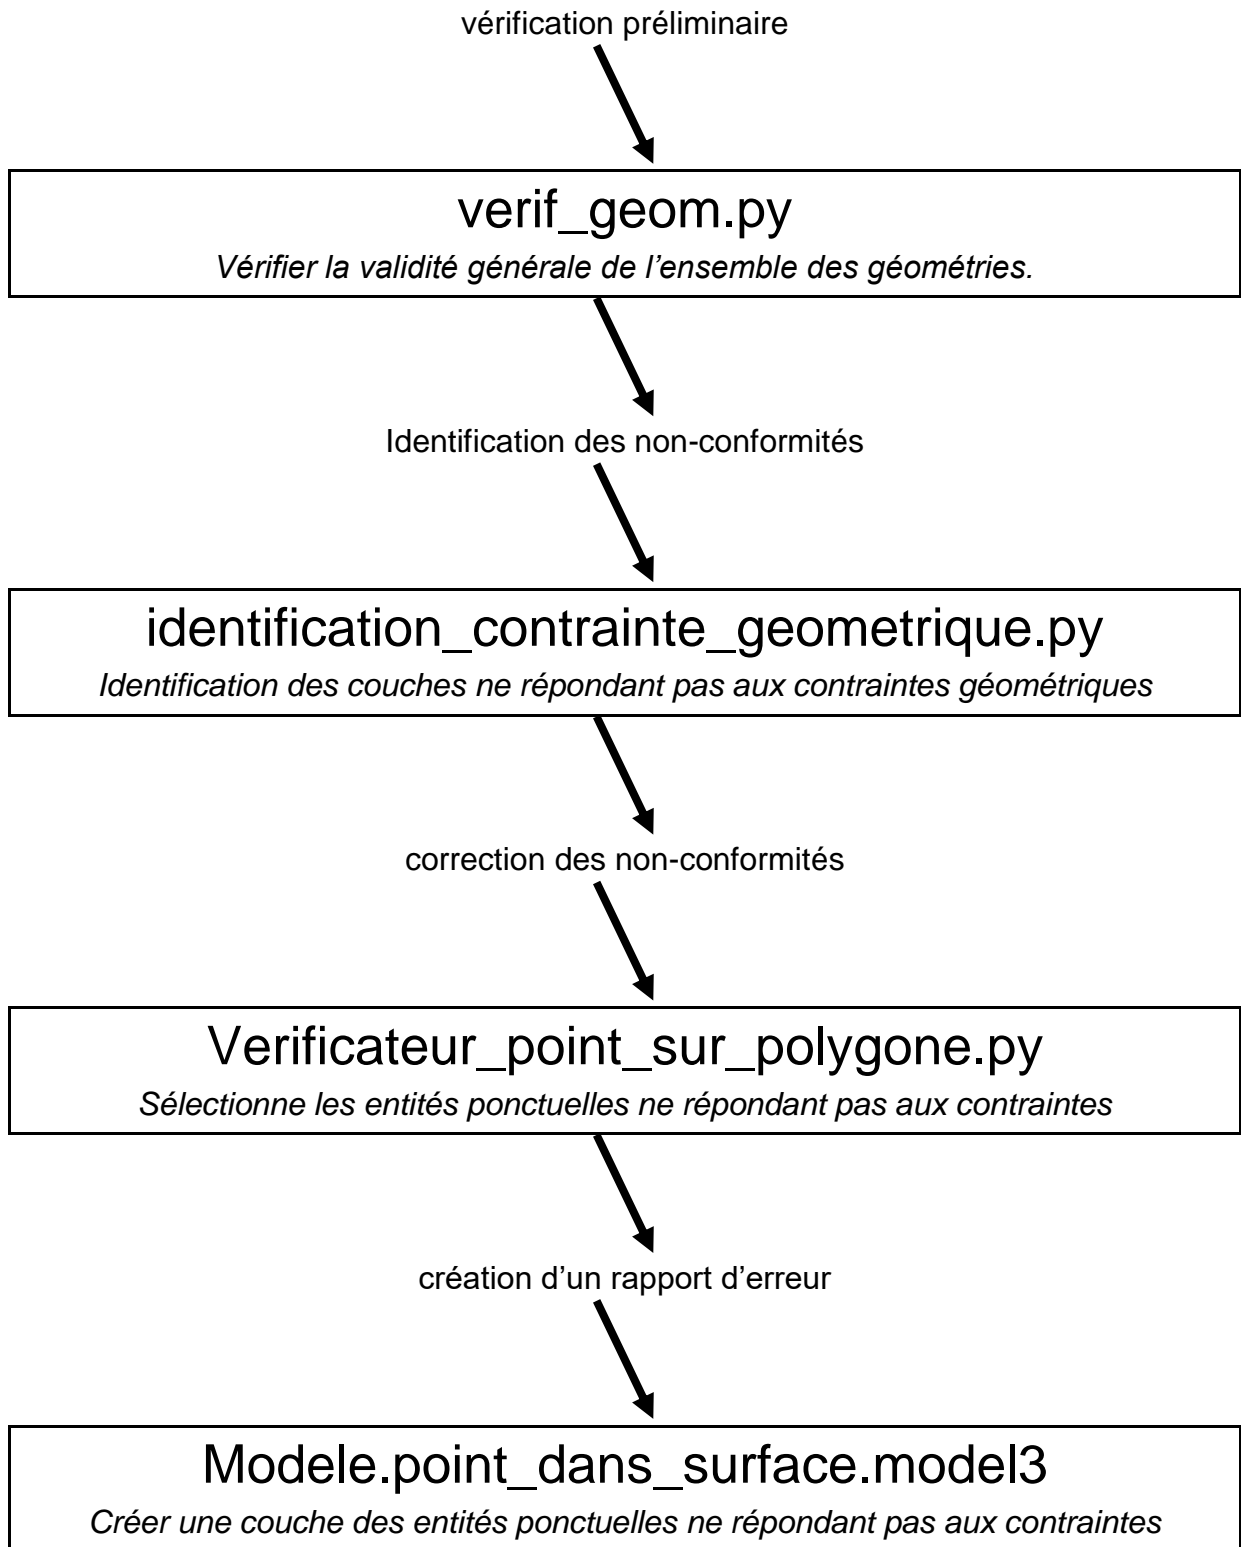 vérification préliminaire
verif_geom.py
Vérifier la validité générale de l’ensemble des géométries.
Identification des non-conformités
identification_contrainte_geometrique.py
Identification des couches ne répondant pas aux contraintes géométriques
correction des non-conformités
Verificateur_point_sur_polygone.py
Sélectionne les entités ponctuelles ne répondant pas aux contraintes
création d’un rapport d’erreur
Modele.point_dans_surface.model3
Créer une couche des entités ponctuelles ne répondant pas aux contraintes